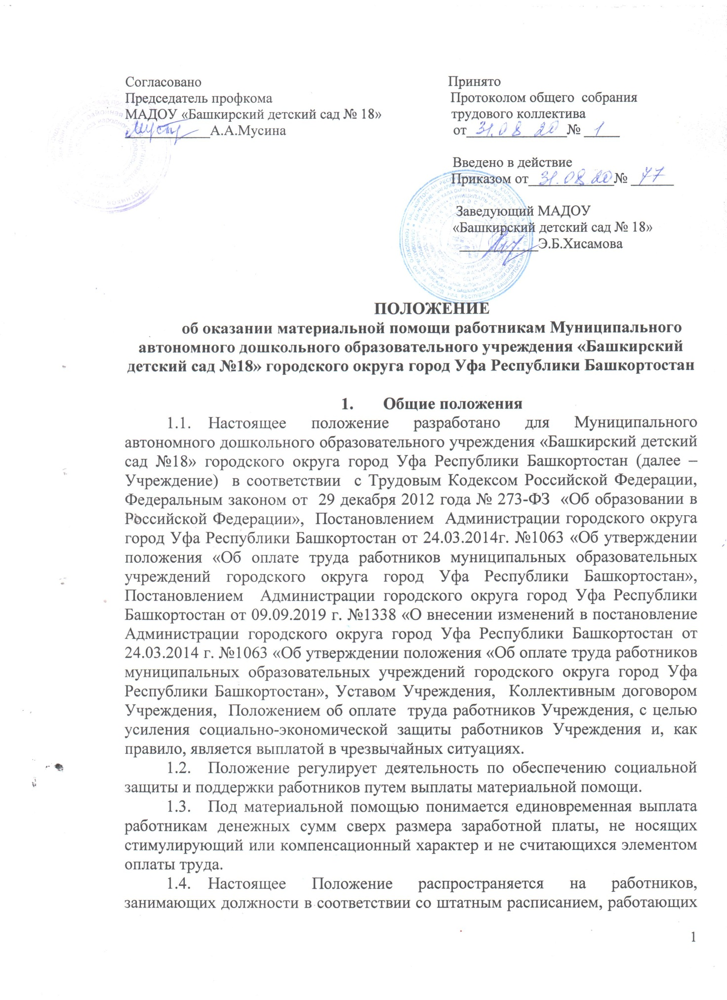 Согласовано
Председатель профкома
МАДОУ «Башкирский детский сад № 18»
____________А.А.Мусина
Принято
Протоколом общего собрания
трудового коллектива
от 31.08.20 № 1
Введено в действие
Приказом от 31.08.20 № 77
Заведующий МАДОУ
«Башкирский детский сад № 18»
___________Э.Б.Хисамова
ПОЛОЖЕНИЕ
об оказании материальной помощи работникам Муниципального
автономного дошкольного образовательного учреждения «Башкирский
детский сад №18» городского округа город Уфа Республики Башкортостан
1. Общие положения
1.1. Настоящее положение разработано для Муниципального
автономного дошкольного образовательного учреждения «Башкирский детский
сад №18» городского округа город Уфа Республики Башкортостан (далее –
Учреждение) в соответствии с Трудовым Кодексом Российской Федерации,
Федеральным законом от 29 декабря 2012 года № 273-ФЗ «Об образовании в
Российской Федерации», Постановлением Администрации городского округа
город Уфа Республики Башкортостан от 24.03.2014г. №1063 «Об утверждении
положения «Об оплате труда работников муниципальных образовательных
учреждений городского округа город Уфа Республики Башкортостан»,
Постановлением Администрации городского округа город Уфа Республики
Башкортостан от 09.09.2019 г. №1338 «О внесении изменений в постановление
Администрации городского округа город Уфа Республики Башкортостан от
24.03.2014 г. №1063 «Об утверждении положения «Об оплате труда работников
муниципальных образовательных учреждений городского округа город Уфа
Республики Башкортостан», Уставом Учреждения, Коллективным договором
Учреждения, Положением об оплате труда работников Учреждения, с целью
усиления социально-экономической защиты работников Учреждения и, как
правило, является выплатой в чрезвычайных ситуациях.
1.2. Положение регулирует деятельность по обеспечению социальной
защиты и поддержки работников путем выплаты материальной помощи.
1.3. Под материальной помощью понимается единовременная выплата
работникам денежных сумм сверх размера заработной платы, не носящих
стимулирующий или компенсационный характер и не считающихся элементом
оплаты труда.
1.4. Настоящее Положение распространяется на работников,
занимающих должности в соответствии со штатным расписанием, работающих
1